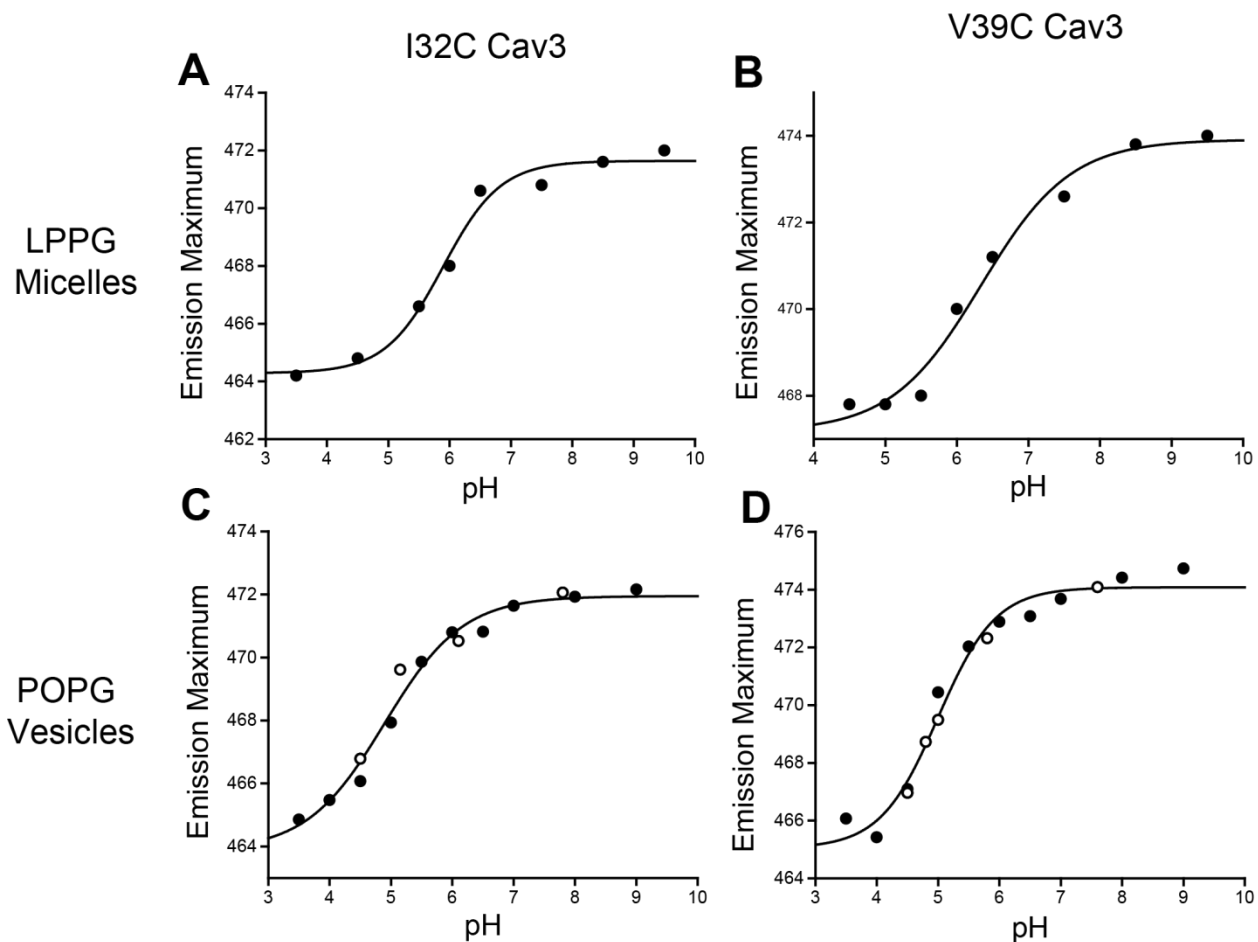 I32C Cav3
V39C Cav3
LPPG
Micelles
A
Emission Maximum
474
472
470
468
466
464
462
3 4 5 6 7 8 9 10
pH
B
Emission Maximum
474
472
470
468
4 5 6 7 8 9 10
pH
POPG
Vesicles
C
Emission Maximum
474
472
470
468
466
464
3 4 5 6 7 8 9 10
pH
D
Emission Maximum
476
474
472
470
468
466
464
3 4 5 6 7 8 9 10
pH